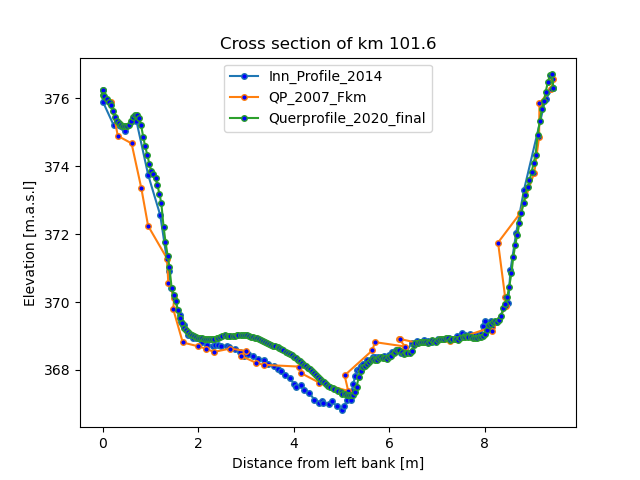 Cross section of km 101.6
Inn_Profile_2014
QP_2007_Fkm
Querprofile_2020_final
Elevation [m.a.s.l]
376
374
372
370
368
0 2 4 6 8
Distance from left bank [m]